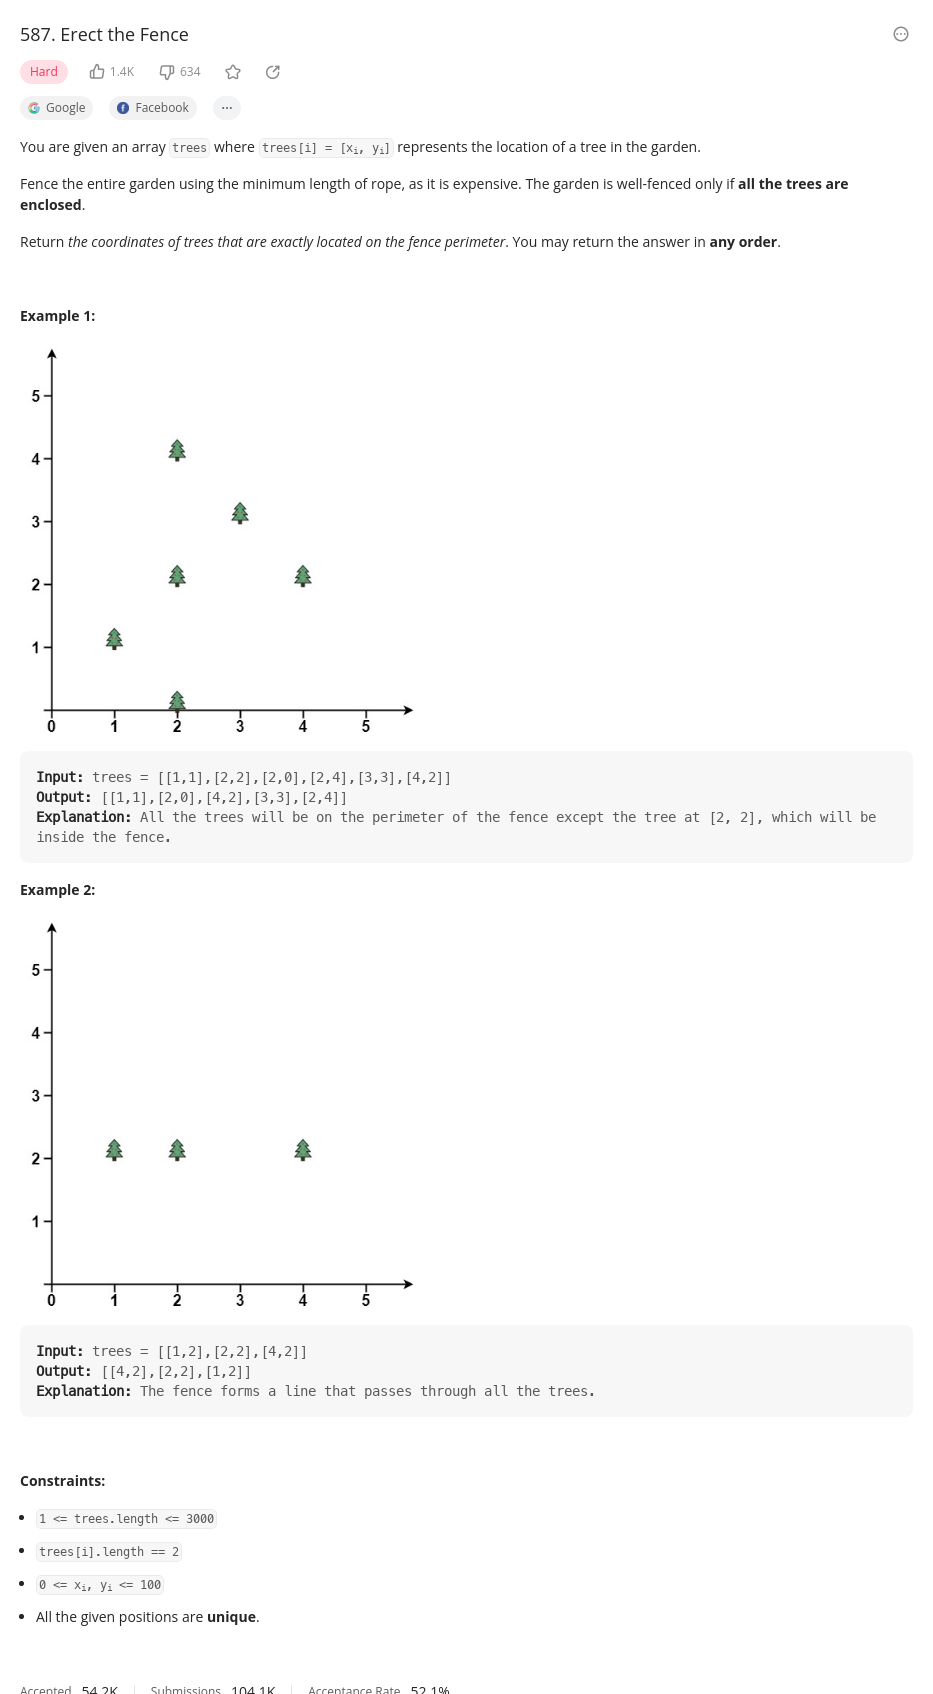 587. Erect the Fence
Hard 1.4K 634
Google Facebook ···
You are given an array trees where trees[i] = [xi, yi] represents the location of a tree in the garden.
Fence the entire garden using the minimum length of rope, as it is expensive. The garden is well-fenced only if all the trees are
enclosed.
Return the coordinates of trees that are exactly located on the fence perimeter. You may return the answer in any order.
Example 1:
5
4
3
2
1
0 1 2 3 4 5
Input: trees = [[1,1],[2,2],[2,0],[2,4],[3,3],[4,2]]
Output: [[1,1],[2,0],[4,2],[3,3],[2,4]]
Explanation: All the trees will be on the perimeter of the fence except the tree at [2, 2], which will be
inside the fence.
Example 2:
5
4
3
2
1
0 1 2 3 4 5
Input: trees = [[1,2],[2,2],[4,2]]
Output: [[4,2],[2,2],[1,2]]
Explanation: The fence forms a line that passes through all the trees.
Constraints:
• 1 <= trees.length <= 3000
• trees[i].length == 2
• 0 <= xi, yi <= 100
• All the given positions are unique.
Accepted 54.2K Submissions 104.1K Acceptance Rate 52.1%